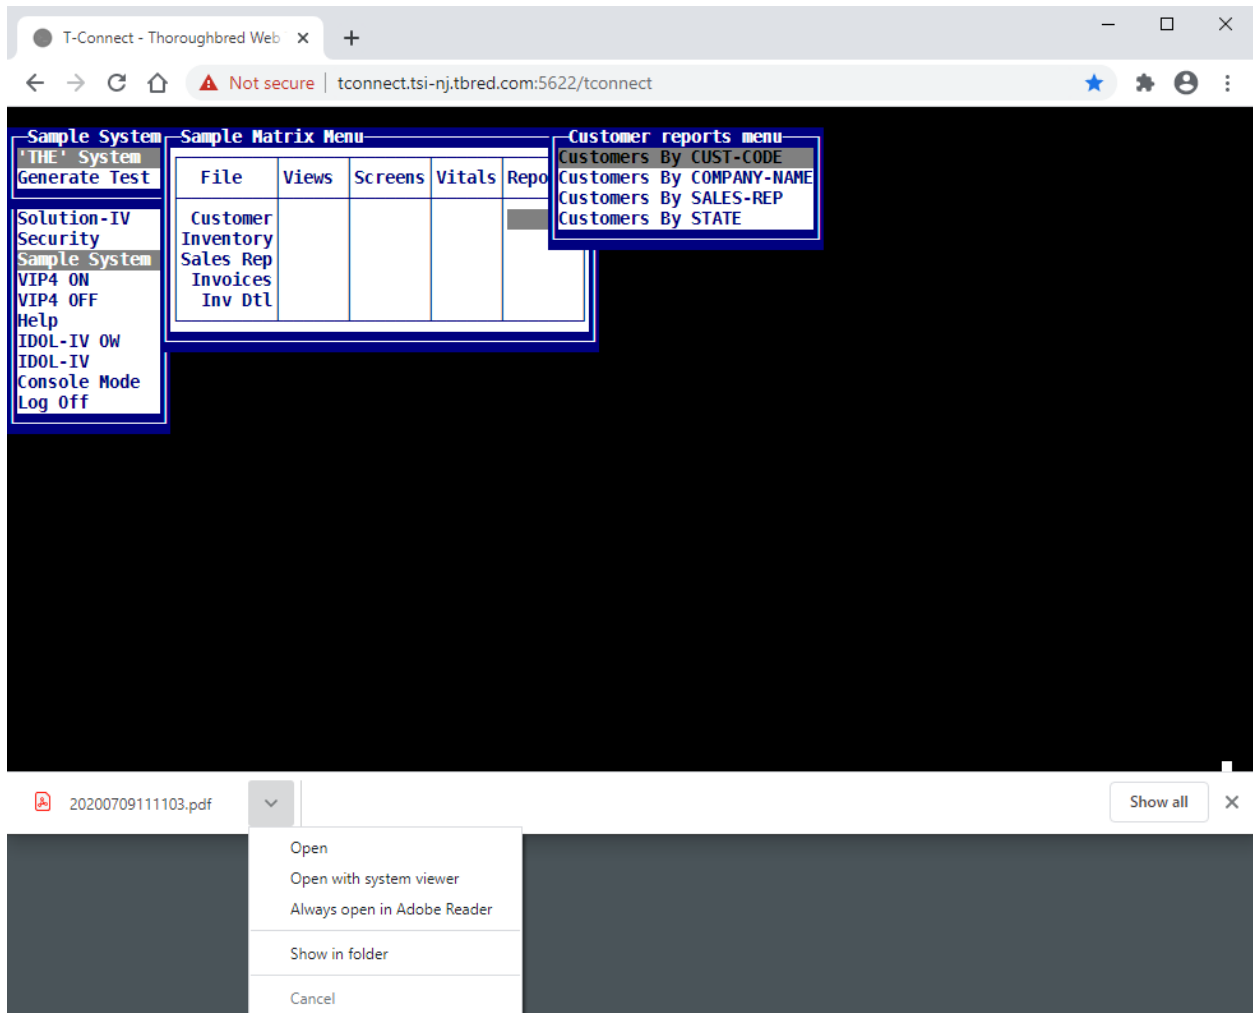 T-Connect - Thoroughbred Web
Not secure | tconnect.tsi-nj.tbred.com:5622/tconnect
Sample System
'THE' System
Generate Test
Solution-IV
Security
Sample System
VIP4 ON
VIP4 OFF
Help
IDOL-IV OW
IDOL-IV
Console Mode
Log Off
Sample Matrix Menu
File Views Screens Vitals Repo
Customer
Inventory
Sales Rep
Invoices
Inv Dtl
Customer reports menu
Customers By CUST-CODE
Customers By COMPANY-NAME
Customers By SALES-REP
Customers By STATE
20200709111103.pdf
Show all
Open
Open with system viewer
Always open in Adobe Reader
Show in folder
Cancel